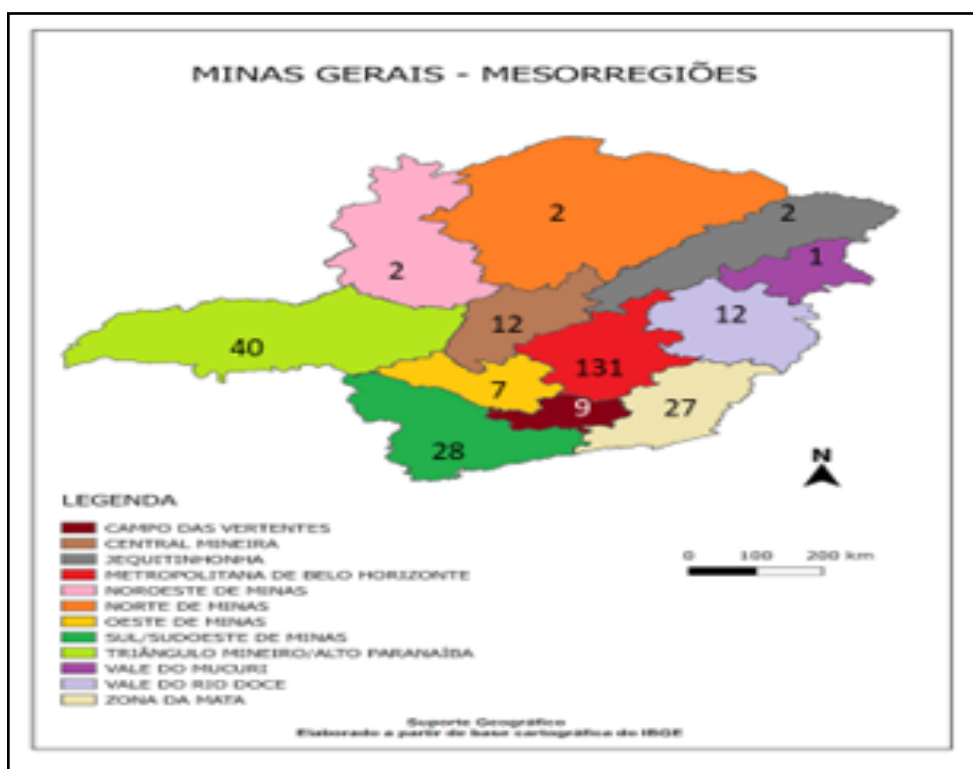 MINAS GERAIS - MESORREGIÕES
2
2
2
1
12
12
40
131
7
9
27
28
N
LEGENDA
CAMPO DAS VERTENTES
CENTRAL MINEIRA
JEQUITINHONHA
METROPOLITANA DE BELO HORIZONTE
NOROESTE DE MINAS
NORTE DE MINAS
OESTE DE MINAS
SUL/SUDOESTE DE MINAS
TRIÂNGULO MINEIRO/ALTO PARANAÍBA
VALE DO MUCURI
VALE DO RIO DOCE
ZONA DA MATA
0 100 200 km
Suporte Geográfico
Elaborado a partir de base cartográfica do IBGE